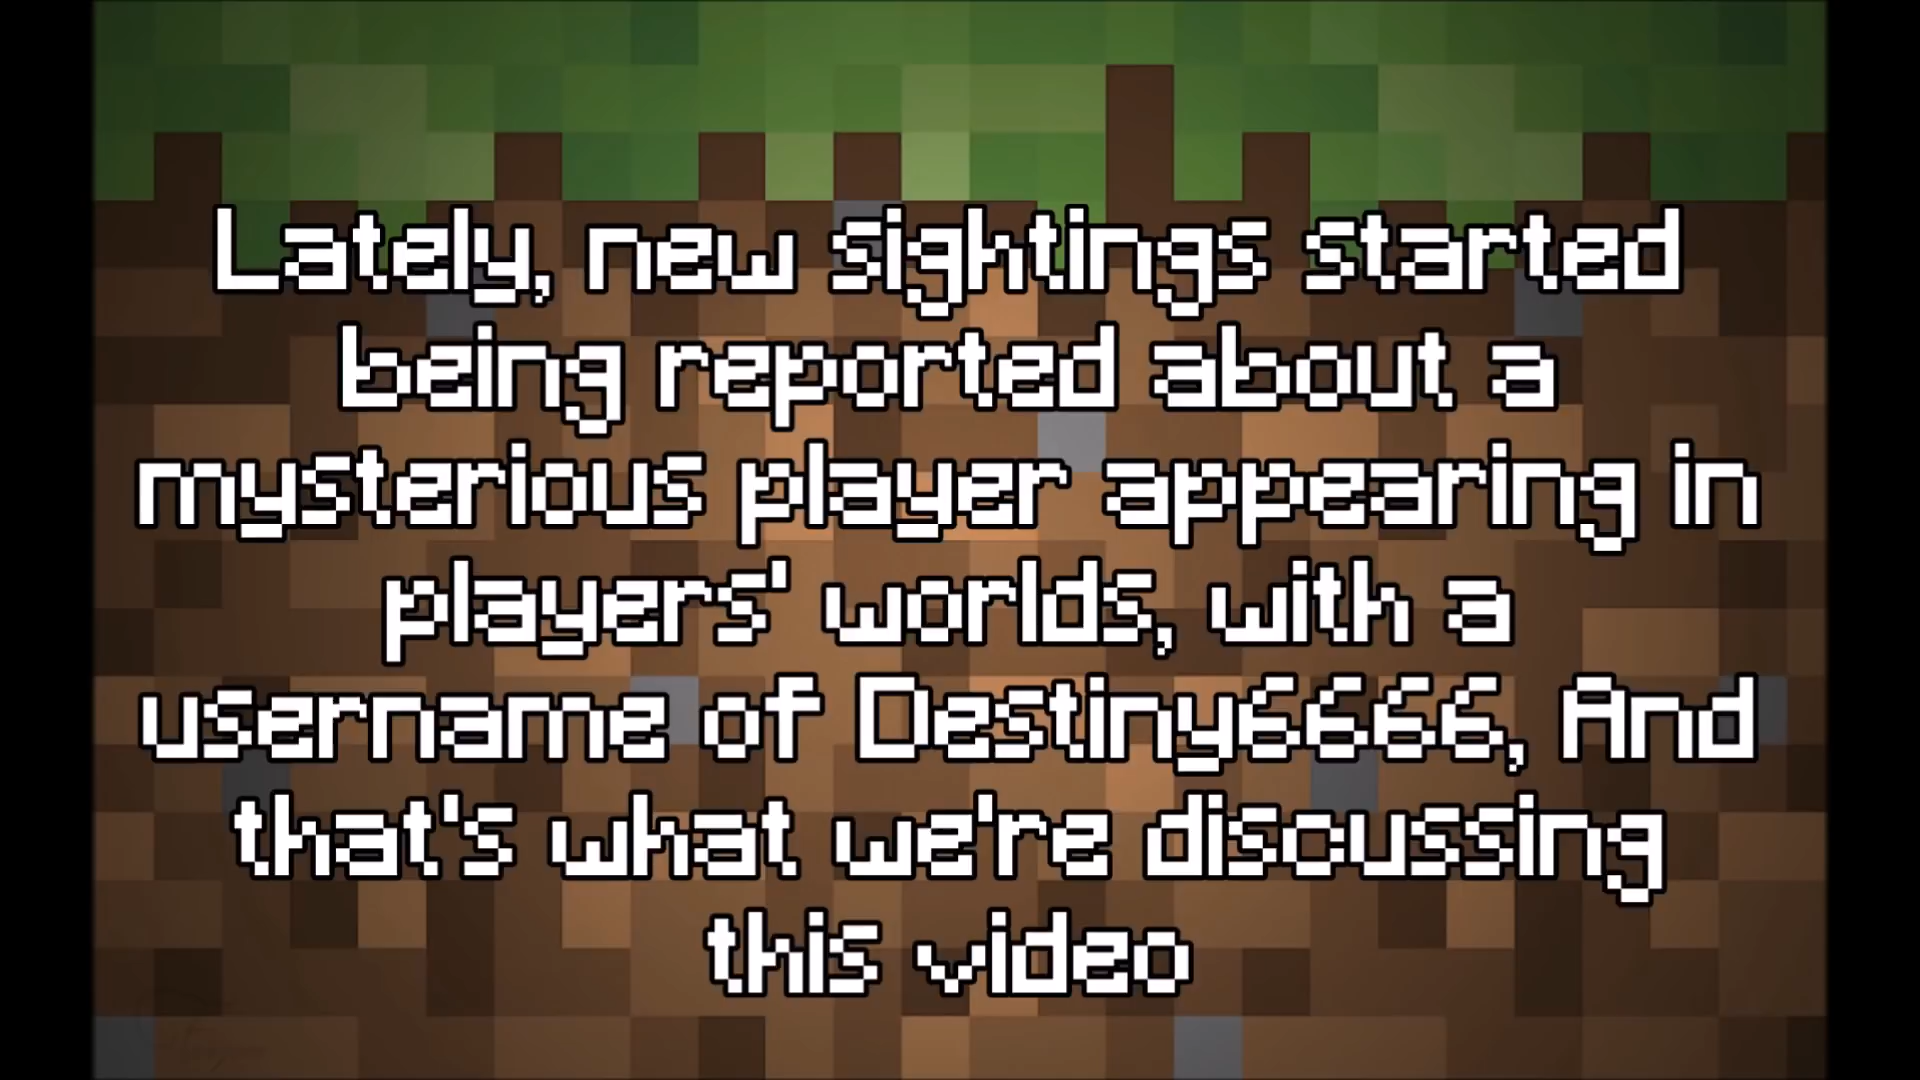 Lately, new sightings started
being reported about a
mysterious player appearing in
players' worlds, with a
username of Destiny6666, And
that's what we're discussing
this video